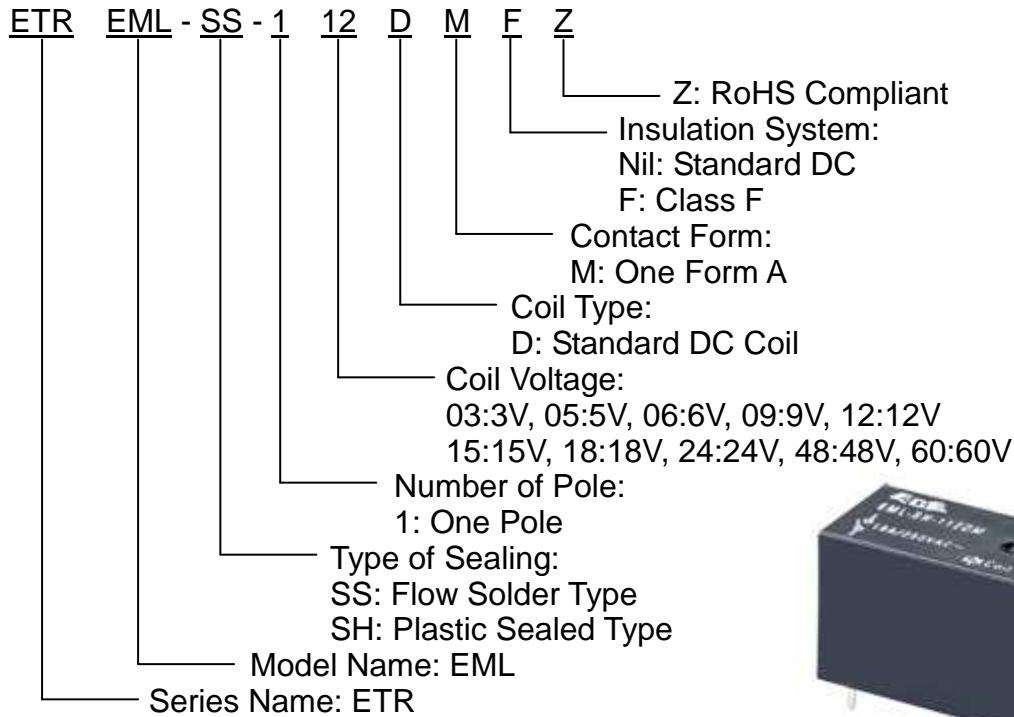 ETR EML - SS - 1 12 D M F Z
Z: RoHS Compliant
Insulation System:
Nil: Standard DC
F: Class F
Contact Form:
M: One Form A
Coil Type:
D: Standard DC Coil
Coil Voltage:
03:3V, 05:5V, 06:6V, 09:9V, 12:12V
15:15V, 18:18V, 24:24V, 48:48V, 60:60V
Number of Pole:
1: One Pole
Type of Sealing:
SS: Flow Solder Type
SH: Plastic Sealed Type
Model Name: EML
Series Name: ETR